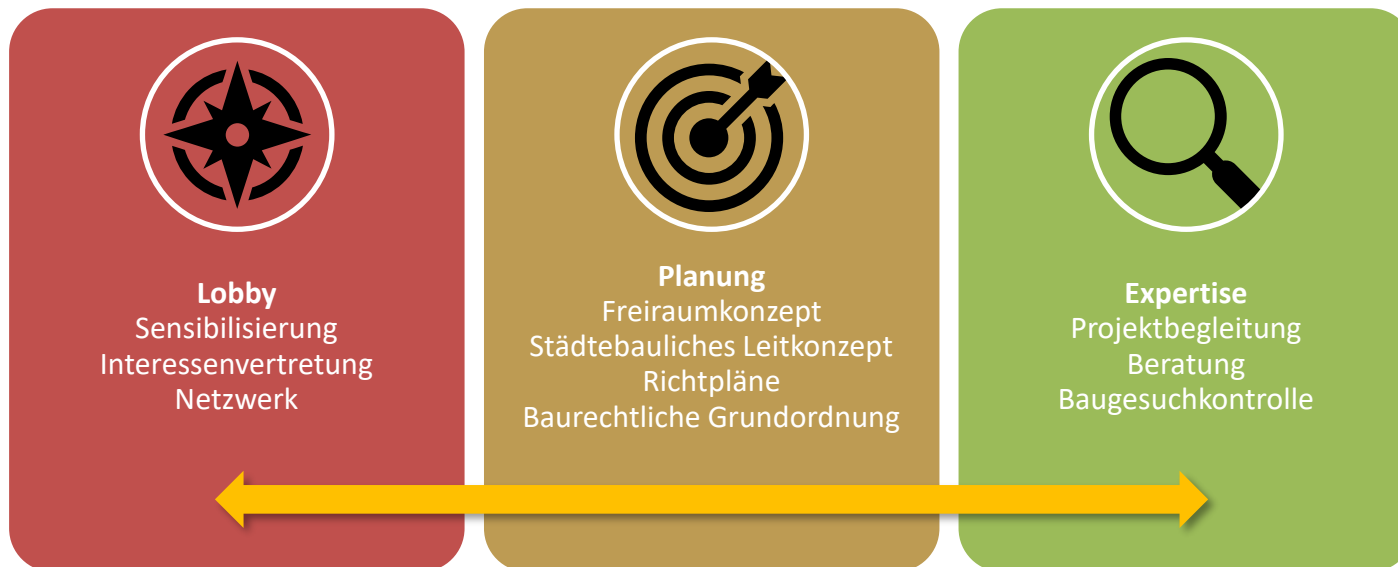 Lobby
Sensibilisierung
Interessenvertretung
Netzwerk
Planung
Freiraumkonzept
Städtebauliches Leitkonzept
Richtpläne
Baurechtliche Grundordnung
Expertise
Projektbegleitung
Beratung
Baugesuchkontrolle